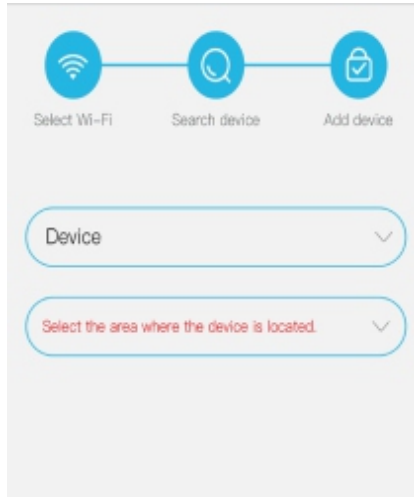 Select Wi-Fi Search device Add device
Device
Select the area where the device is located.